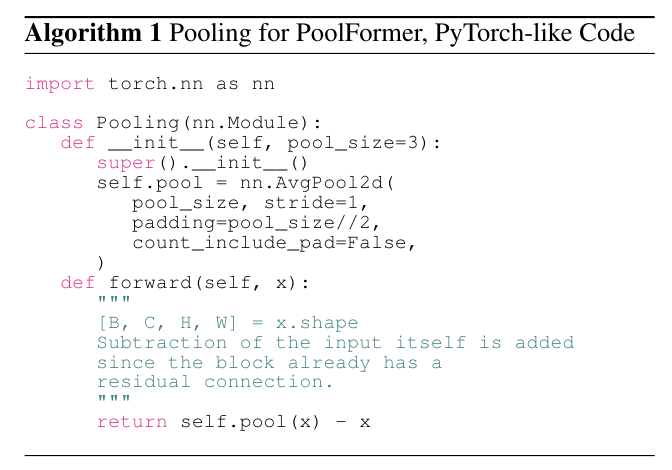 Algorithm 1 Pooling for PoolFormer, PyTorch-like Code
import torch.nn as nn
class Pooling(nn.Module):
def __init__(self, pool_size=3):
super().__init__()
self.pool = nn.AvgPool2d(
pool_size, stride=1,
padding=pool_size//2,
count_include_pad=False,
)
def forward(self, x):
"""
[B, C, H, W] = x.shape
Subtraction of the input itself is added
since the block already has a
residual connection.
"""
return self.pool(x) - x